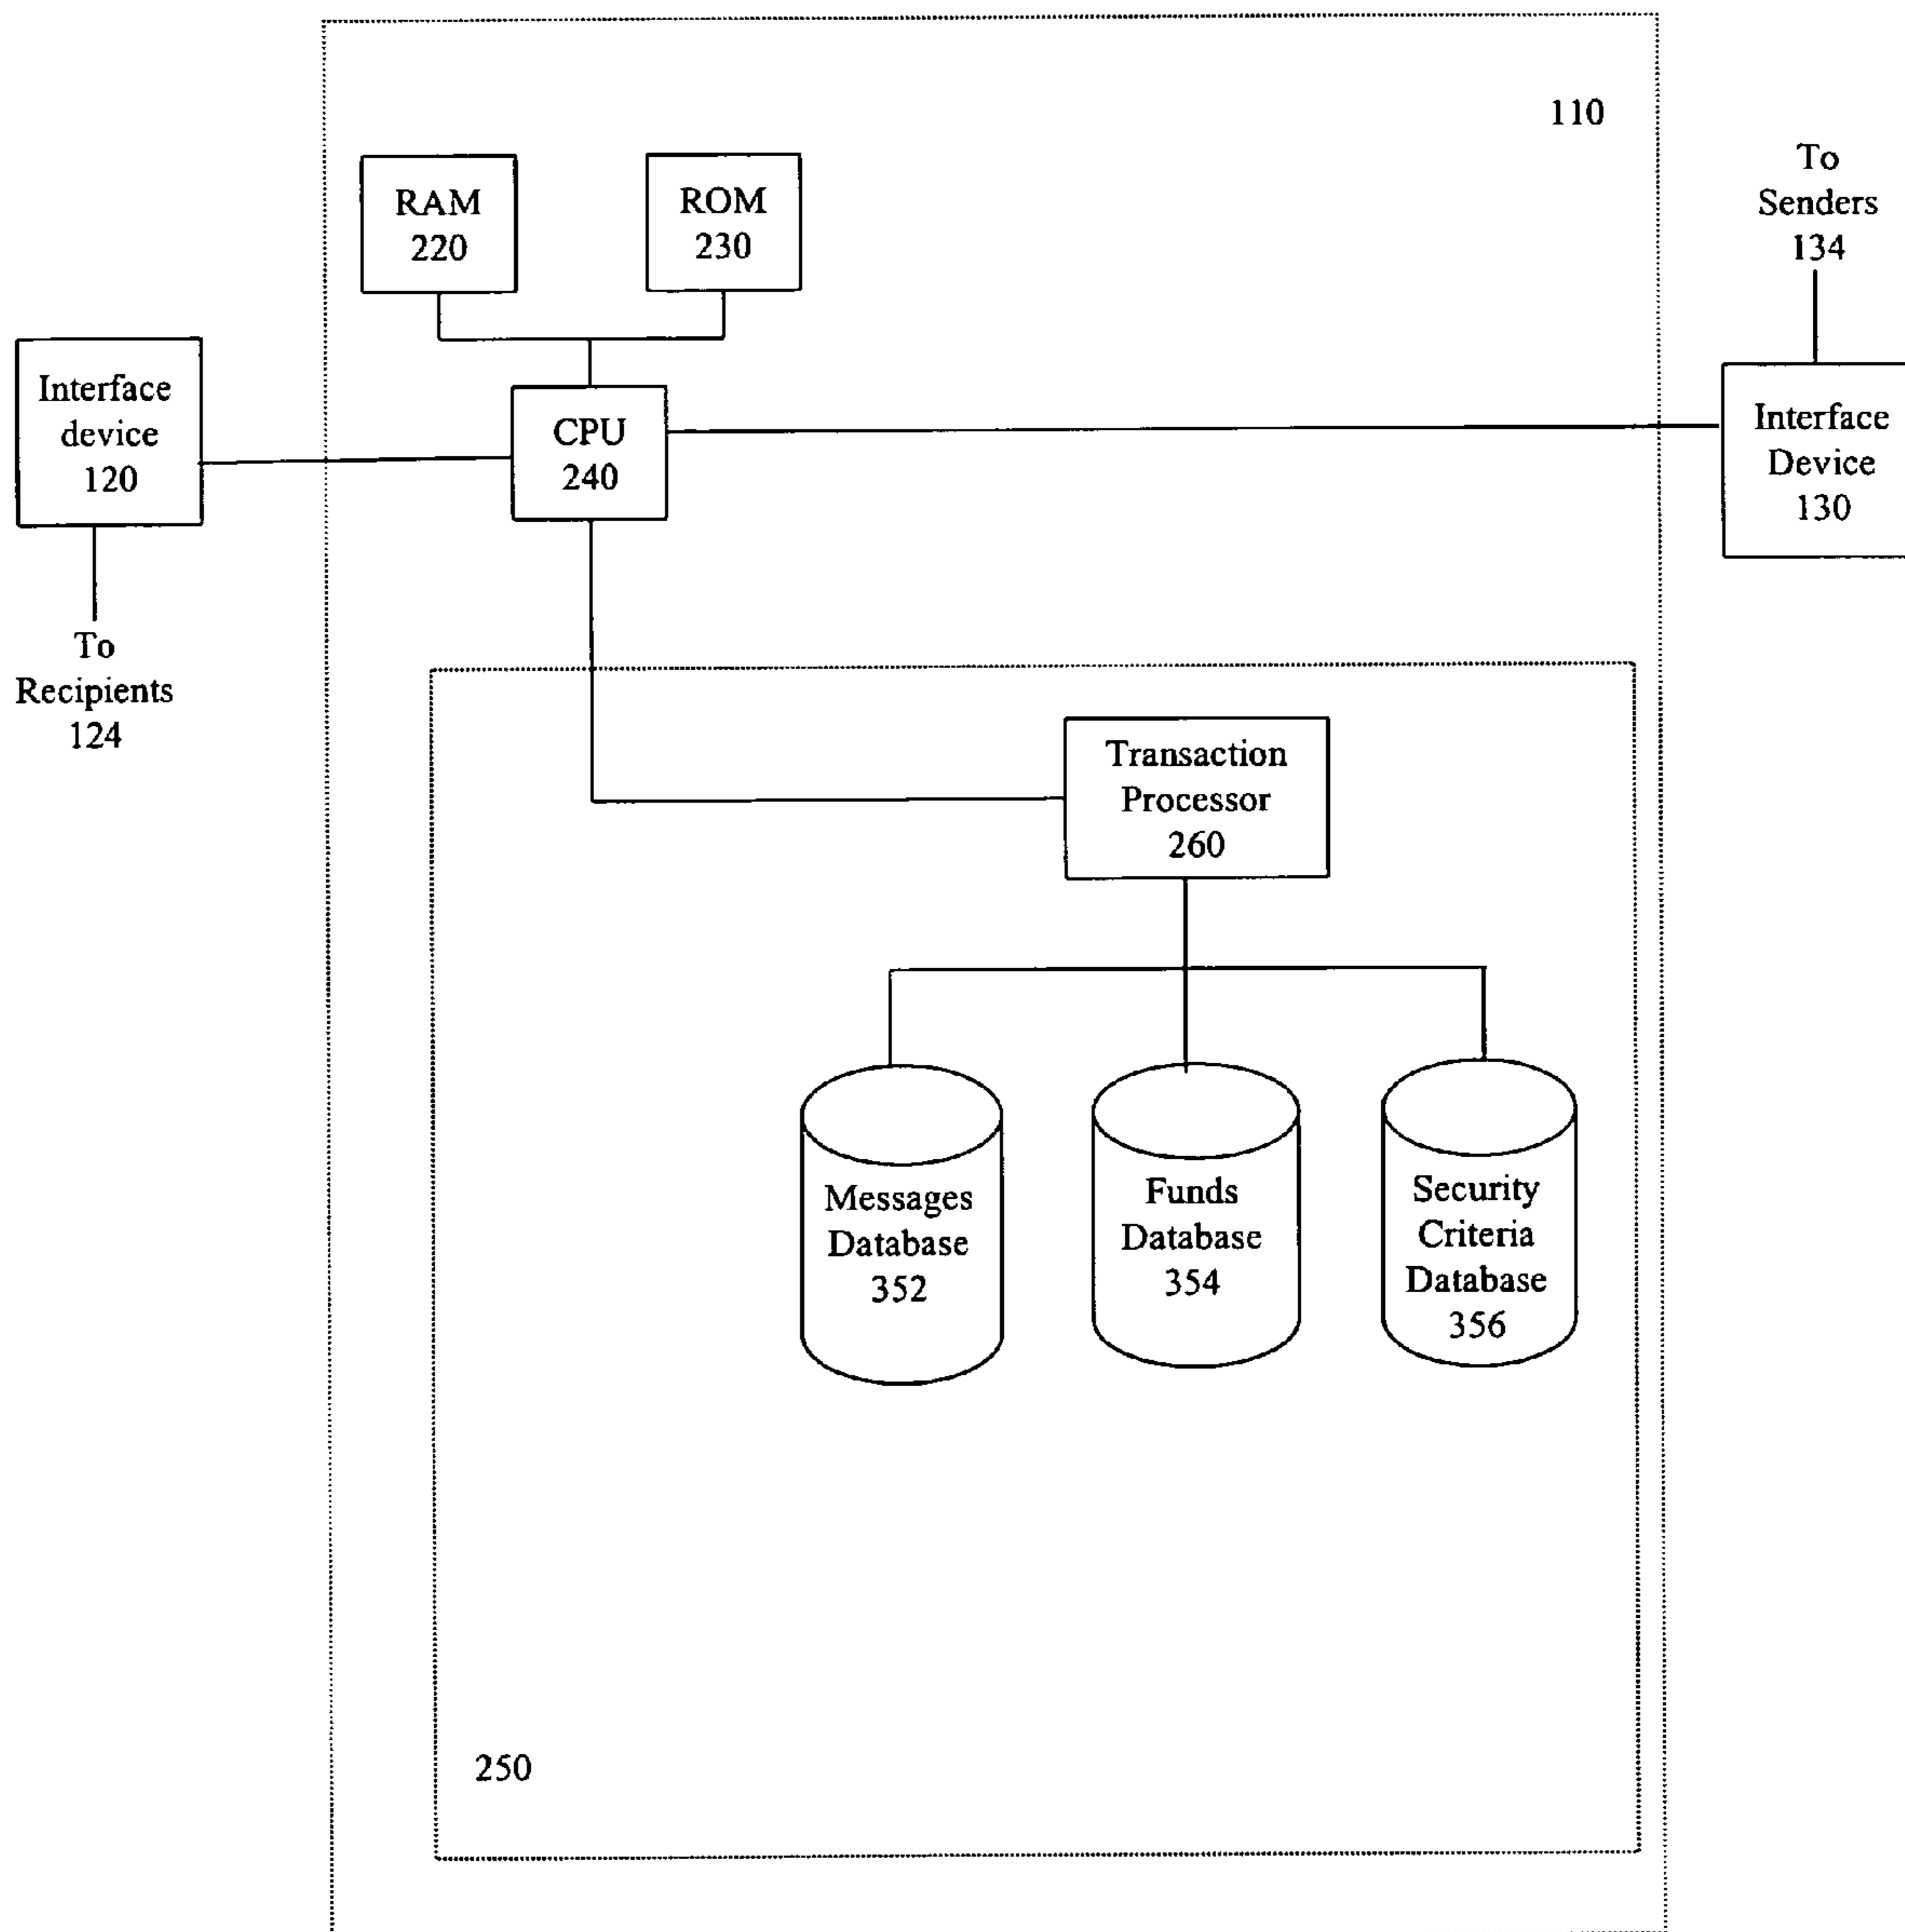 110
To
Senders
134
RAM
220
ROM
230
Interface
device
120
CPU
240
Interface
Device
130
To
Recipients
124
Transaction
Processor
260
Messages
Database
352
Funds
Database
354
Security
Criteria
Database
356
250